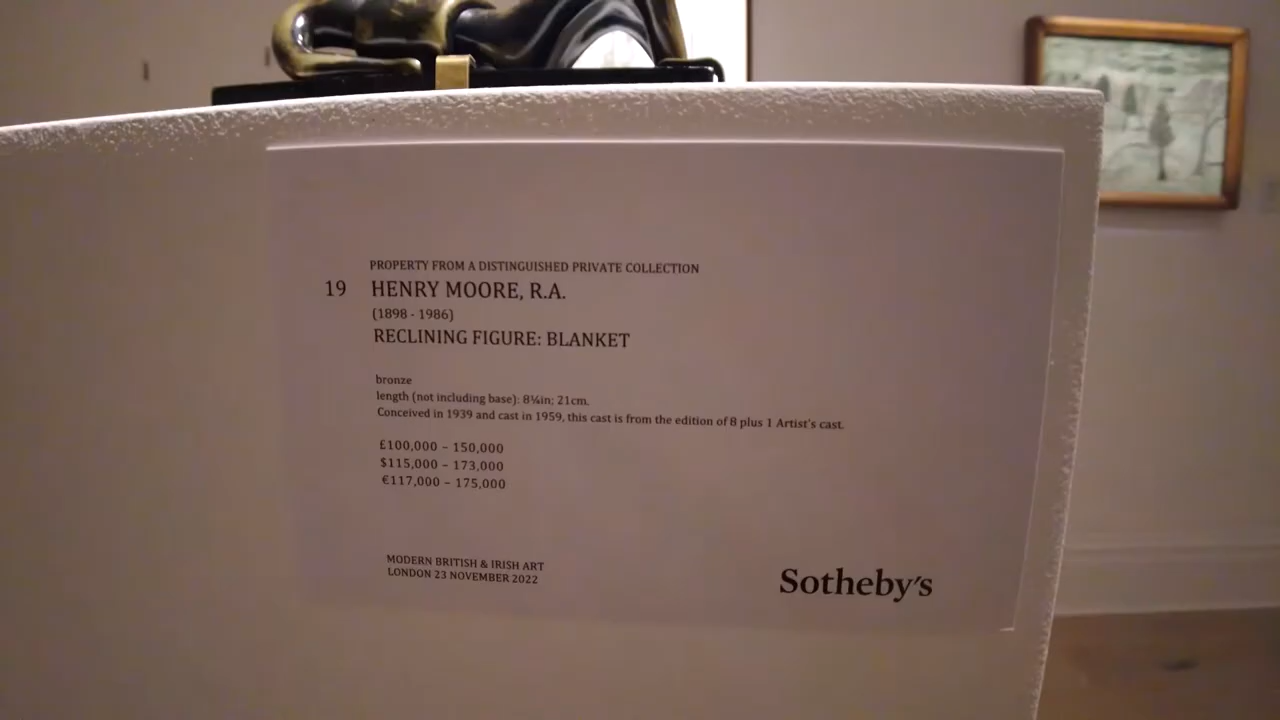 PROPERTY FROM A DISTINGUISHED PRIVATE COLLECTION
19 HENRY MOORE, R.A.
(1898 - 1986)
RECLINING FIGURE: BLANKET
bronze
length (not including base): 8¼in; 21cm.
Conceived in 1939 and cast in 1959, this cast is from the edition of 8 plus 1 Artist's cast.
£100,000 – 150,000
$115,000 – 173,000
€117,000 – 175,000
MODERN BRITISH & IRISH ART
LONDON 23 NOVEMBER 2022
Sotheby's